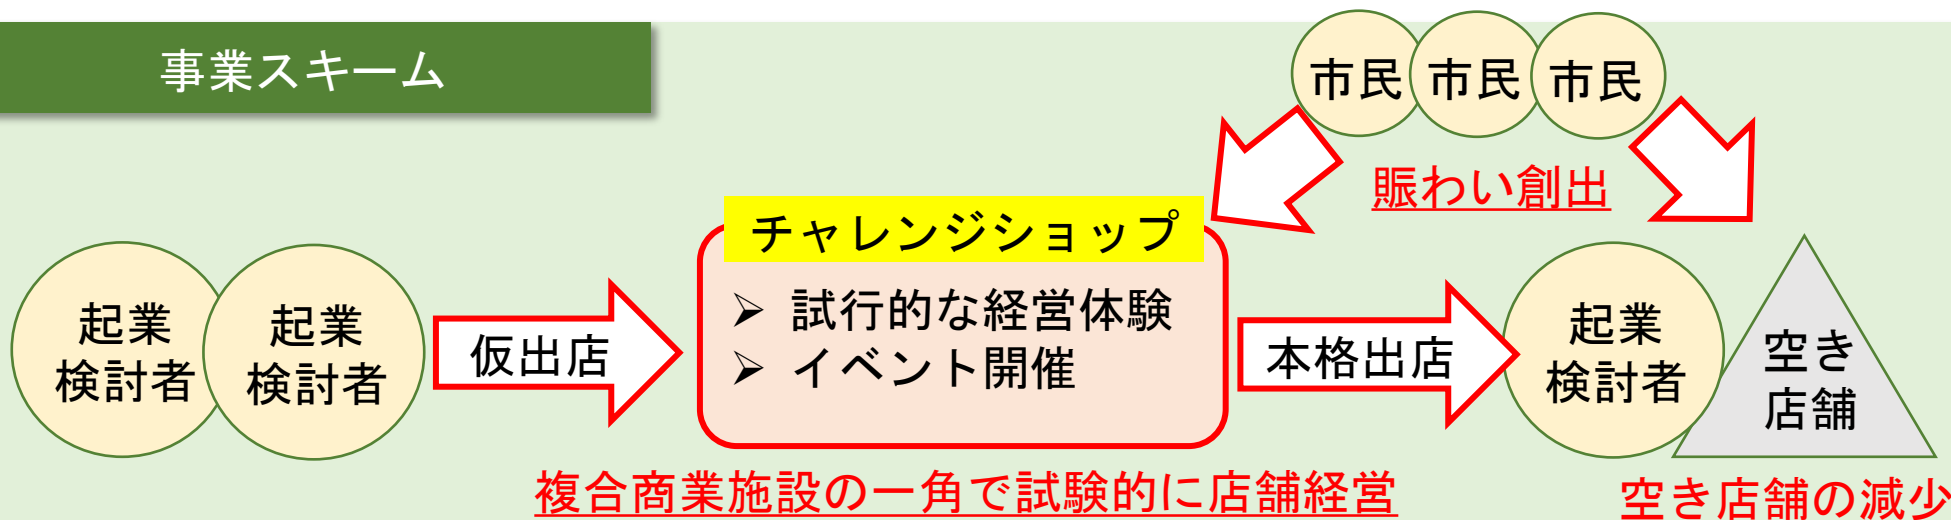 事業スキーム
市民 市民 市民
賑わい創出
チャレンジショップ
起業
検討者
起業
検討者
仮出店
➢ 試行的な経営体験
➢ イベント開催
本格出店
起業
検討者
空き
店舗
複合商業施設の一角で試験的に店舗経営
空き店舗の減少